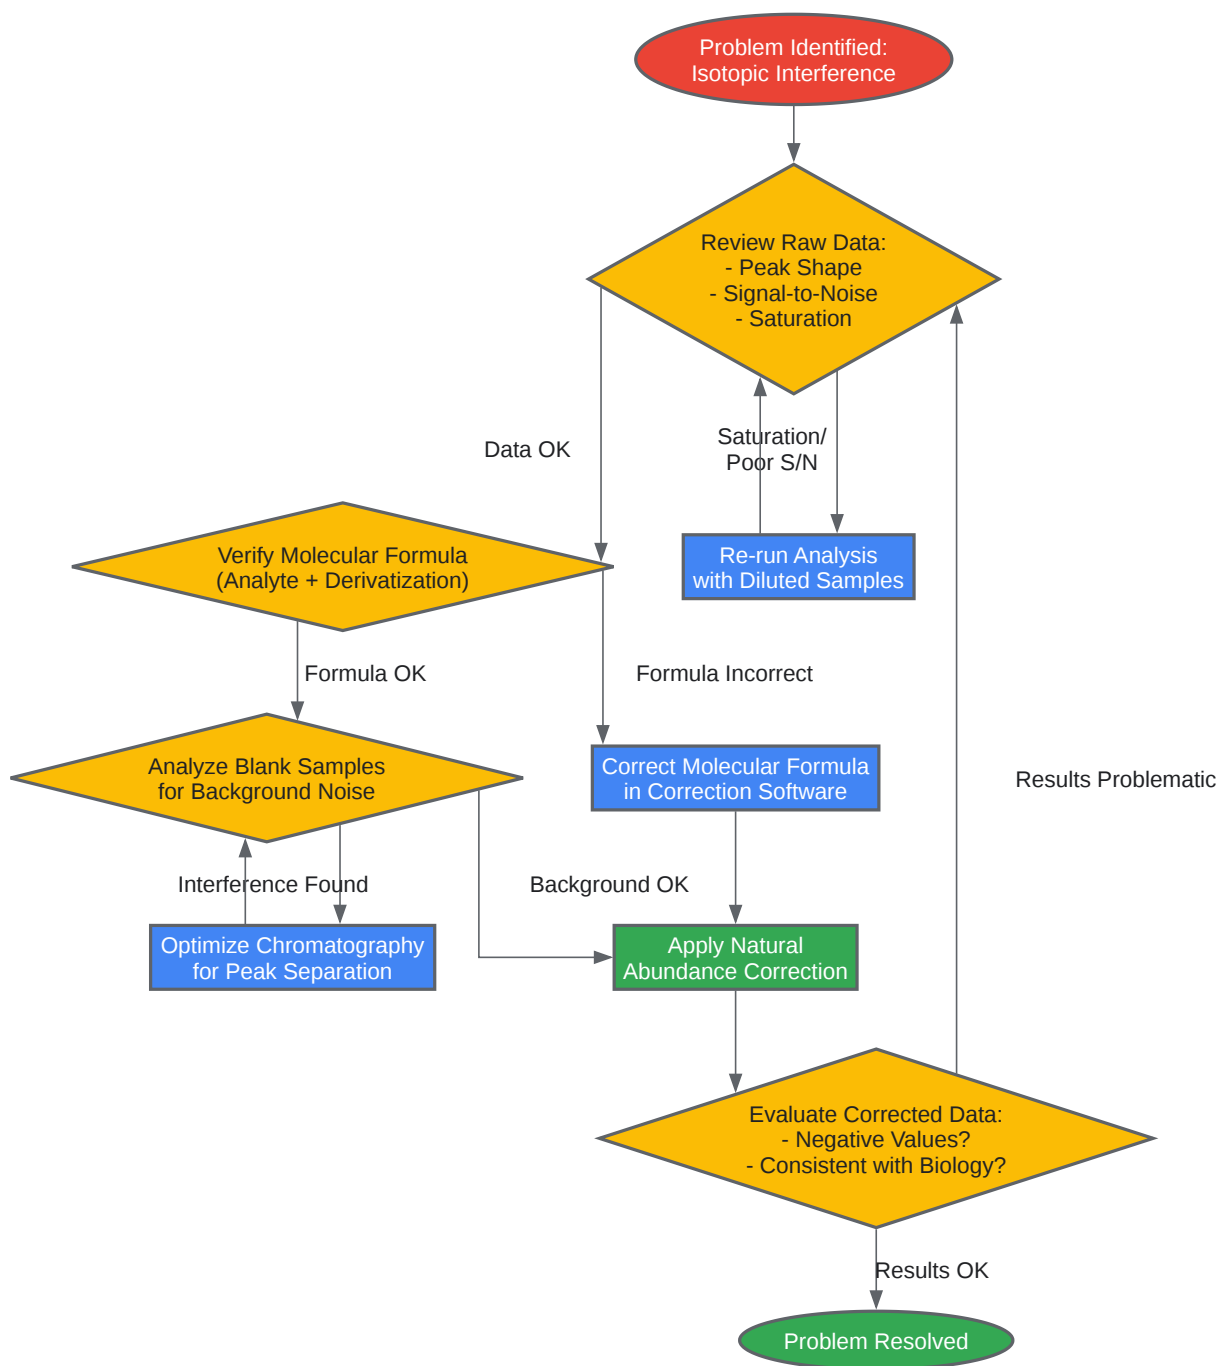 Problem Identified:
Isotopic Interference
Review Raw Data:
- Peak Shape
- Signal-to-Noise
- Saturation
Data OK
Saturation/
Poor S/N
Verify Molecular Formula
(Analyte + Derivatization)
Re-run Analysis
with Diluted Samples
Formula OK
Formula Incorrect
Analyze Blank Samples
for Background Noise
Correct Molecular Formula
in Correction Software
Results Problematic
Interference Found
Background OK
Optimize Chromatography
for Peak Separation
Apply Natural
Abundance Correction
Evaluate Corrected Data:
- Negative Values?
- Consistent with Biology?
Results OK
Problem Resolved